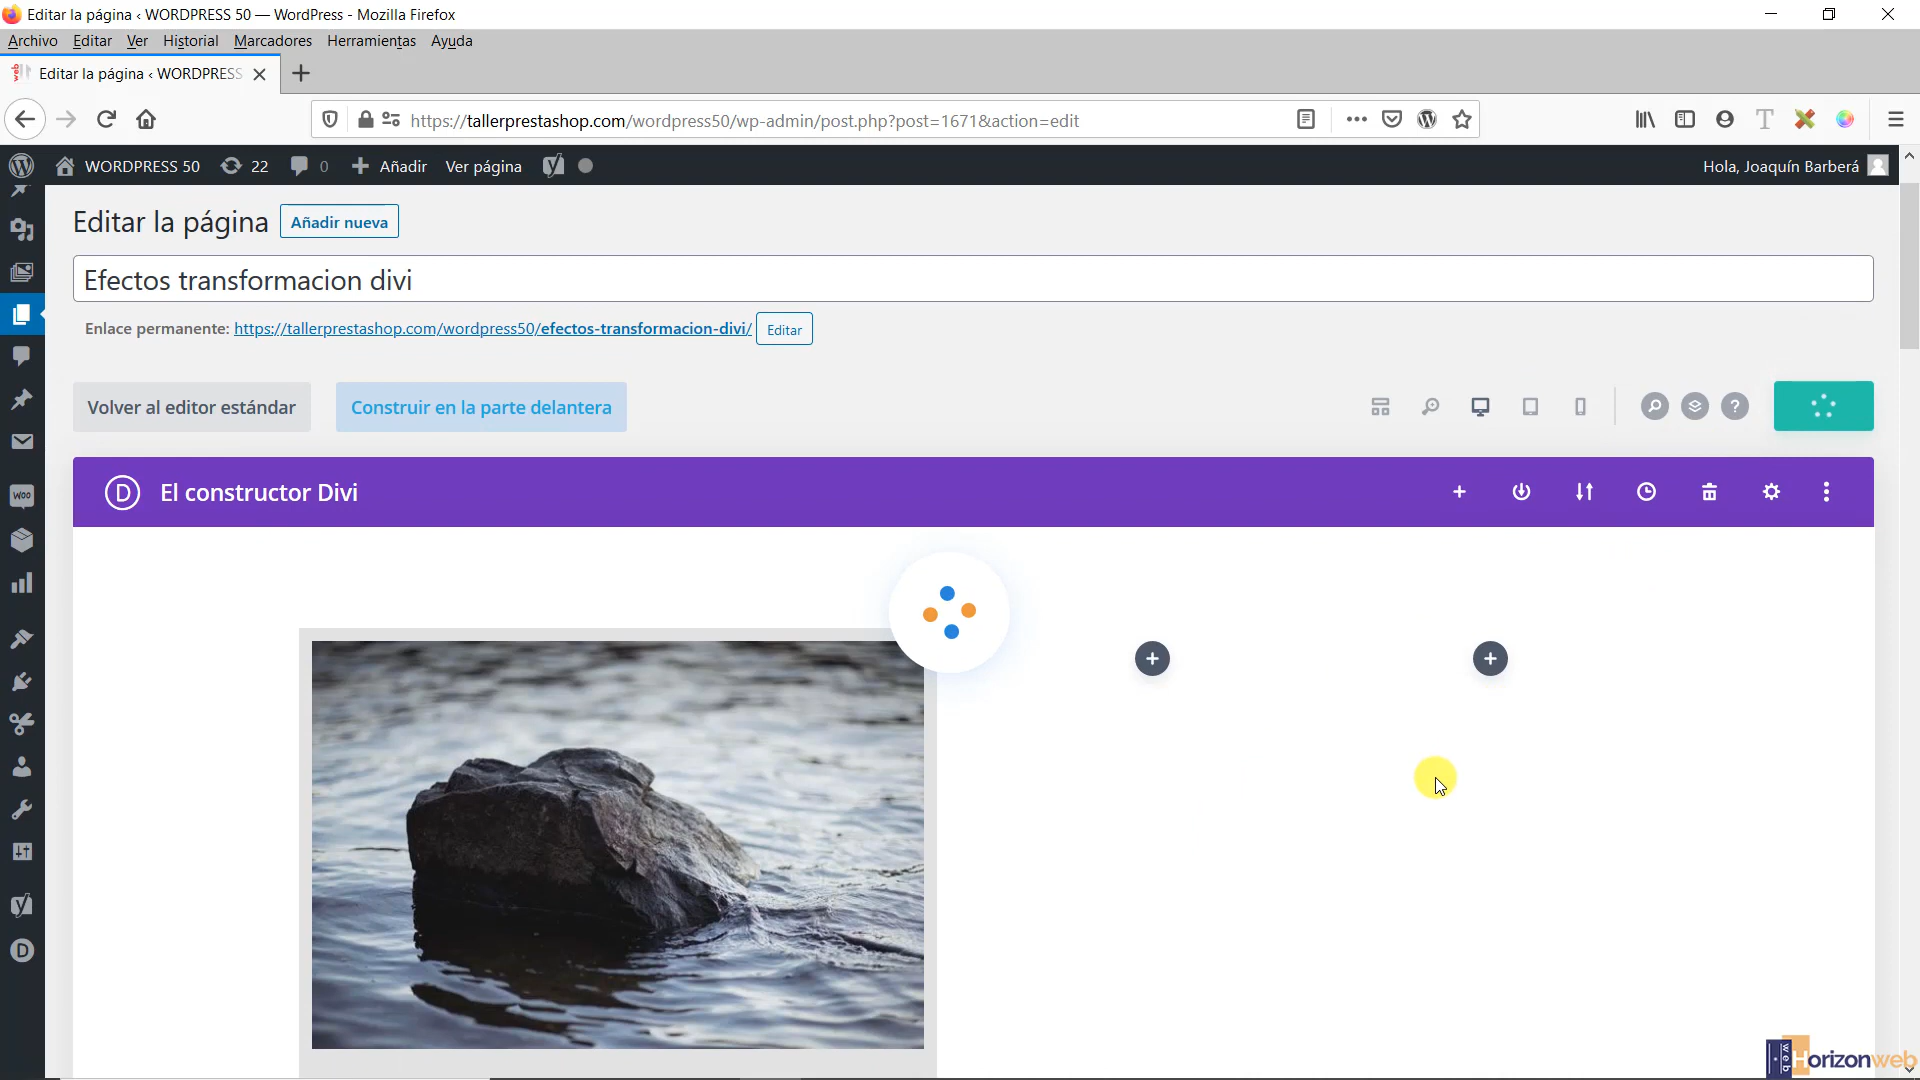 Editar la página ‹ WORDPRESS 50 — WordPress - Mozilla Firefox
Archivo Editar Ver Historial Marcadores Herramientas Ayuda
Editar la página ‹ WORDPRESS
https://tallerprestashop.com/wordpress50/wp-admin/post.php?post=1671&action=edit
WORDPRESS 50 22 0 Añadir Ver página Hola, Joaquín Barberá
Editar la página Añadir nueva
Efectos transformacion divi
Enlace permanente: https://tallerprestashop.com/wordpress50/efectos-transformacion-divi/ Editar
Volver al editor estándar Construir en la parte delantera
D El constructor Divi
WOO
D
web Horizonweb